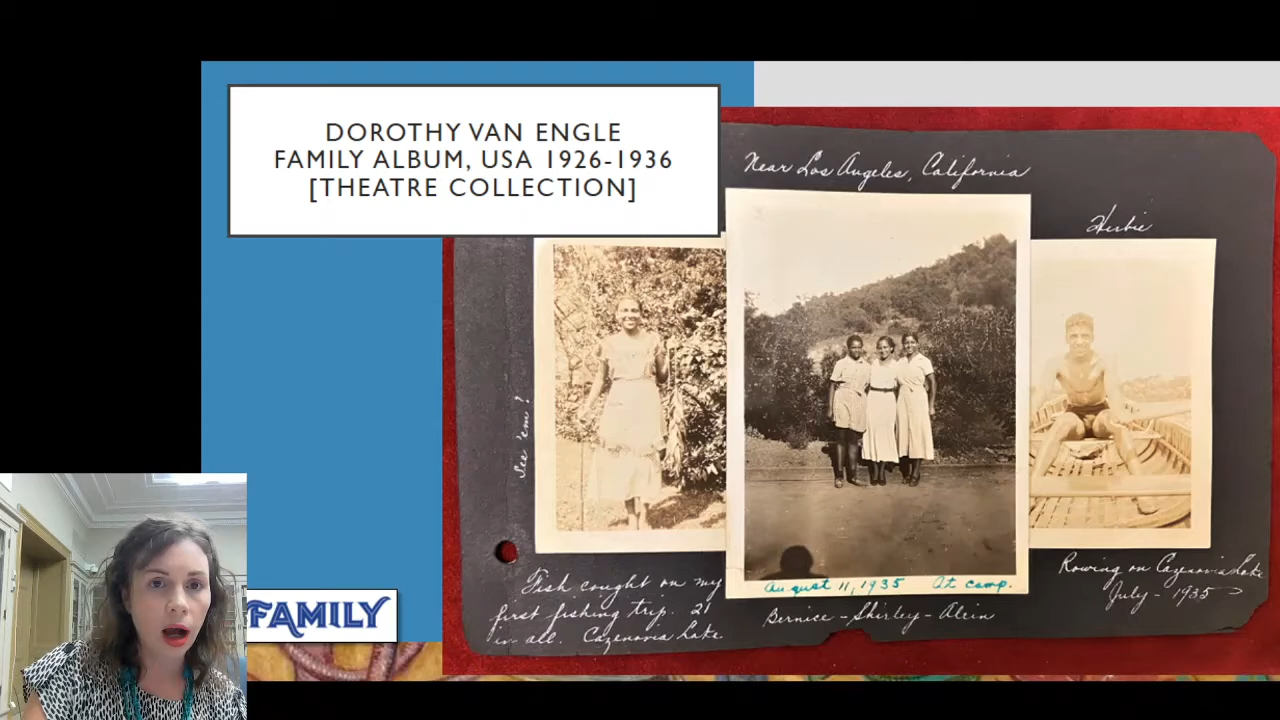 DOROTHY VAN ENGLE
FAMILY ALBUM, USA 1926-1936
[THEATRE COLLECTION]
Near Los Angeles, California
Herbie
See 'em?
Fish caught on my
first fishing trip. 21
in all. Cazenovia Lake.
August 11, 1935 At camp.
Bernice - Shirley -
Rowing on Cazenovia Lake
July - 1935
FAMILY